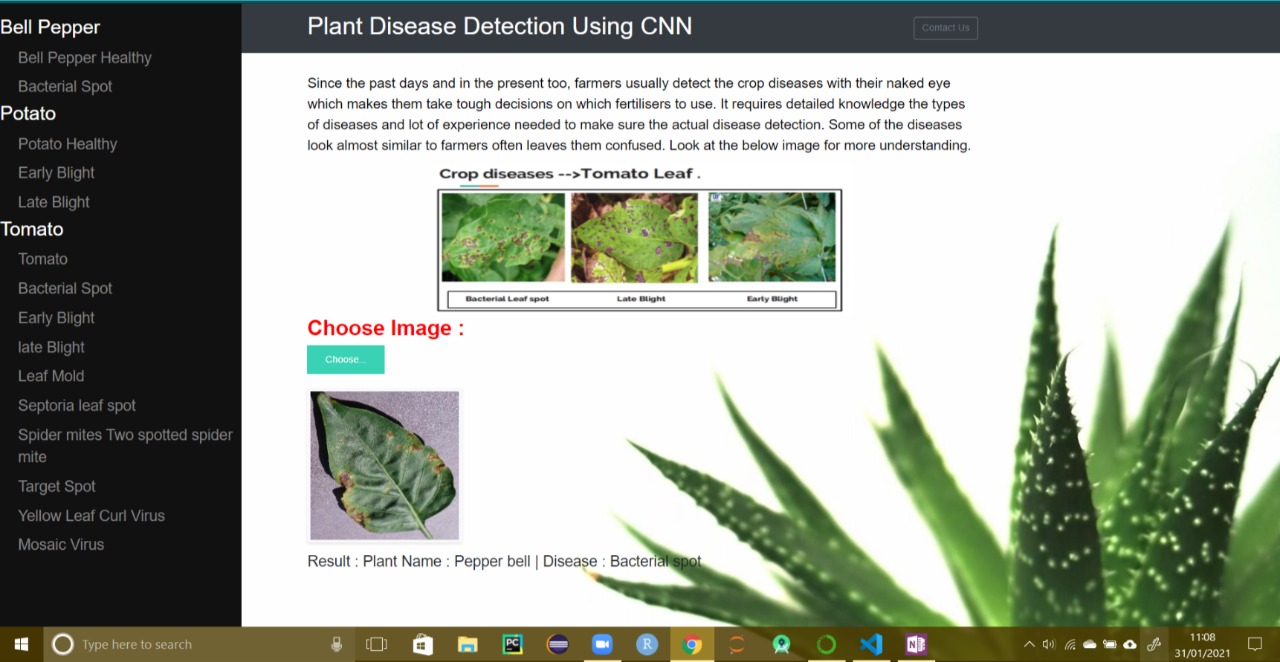 Bell Pepper
Bell Pepper Healthy
Bacterial Spot
Potato
Potato Healthy
Early Blight
Late Blight
Tomato
Tomato
Bacterial Spot
Early Blight
late Blight
Leaf Mold
Septoria leaf spot
Spider mites Two spotted spider
mite
Target Spot
Yellow Leaf Curl Virus
Mosaic Virus
Plant Disease Detection Using CNN
Contact Us
Since the past days and in the present too, farmers usually detect the crop diseases with their naked eye
which makes them take tough decisions on which fertilisers to use. It requires detailed knowledge the types
of diseases and lot of experience needed to make sure the actual disease detection. Some of the diseases
look almost similar to farmers often leaves them confused. Look at the below image for more understanding.
Crop diseases -->Tomato Leaf .
Bacterial Leaf spot Late Blight Early Blight
Choose Image :
Choose...
Result : Plant Name : Pepper bell | Disease : Bacterial spot
Type here to search
PC
R
N
11:08
31/01/2021